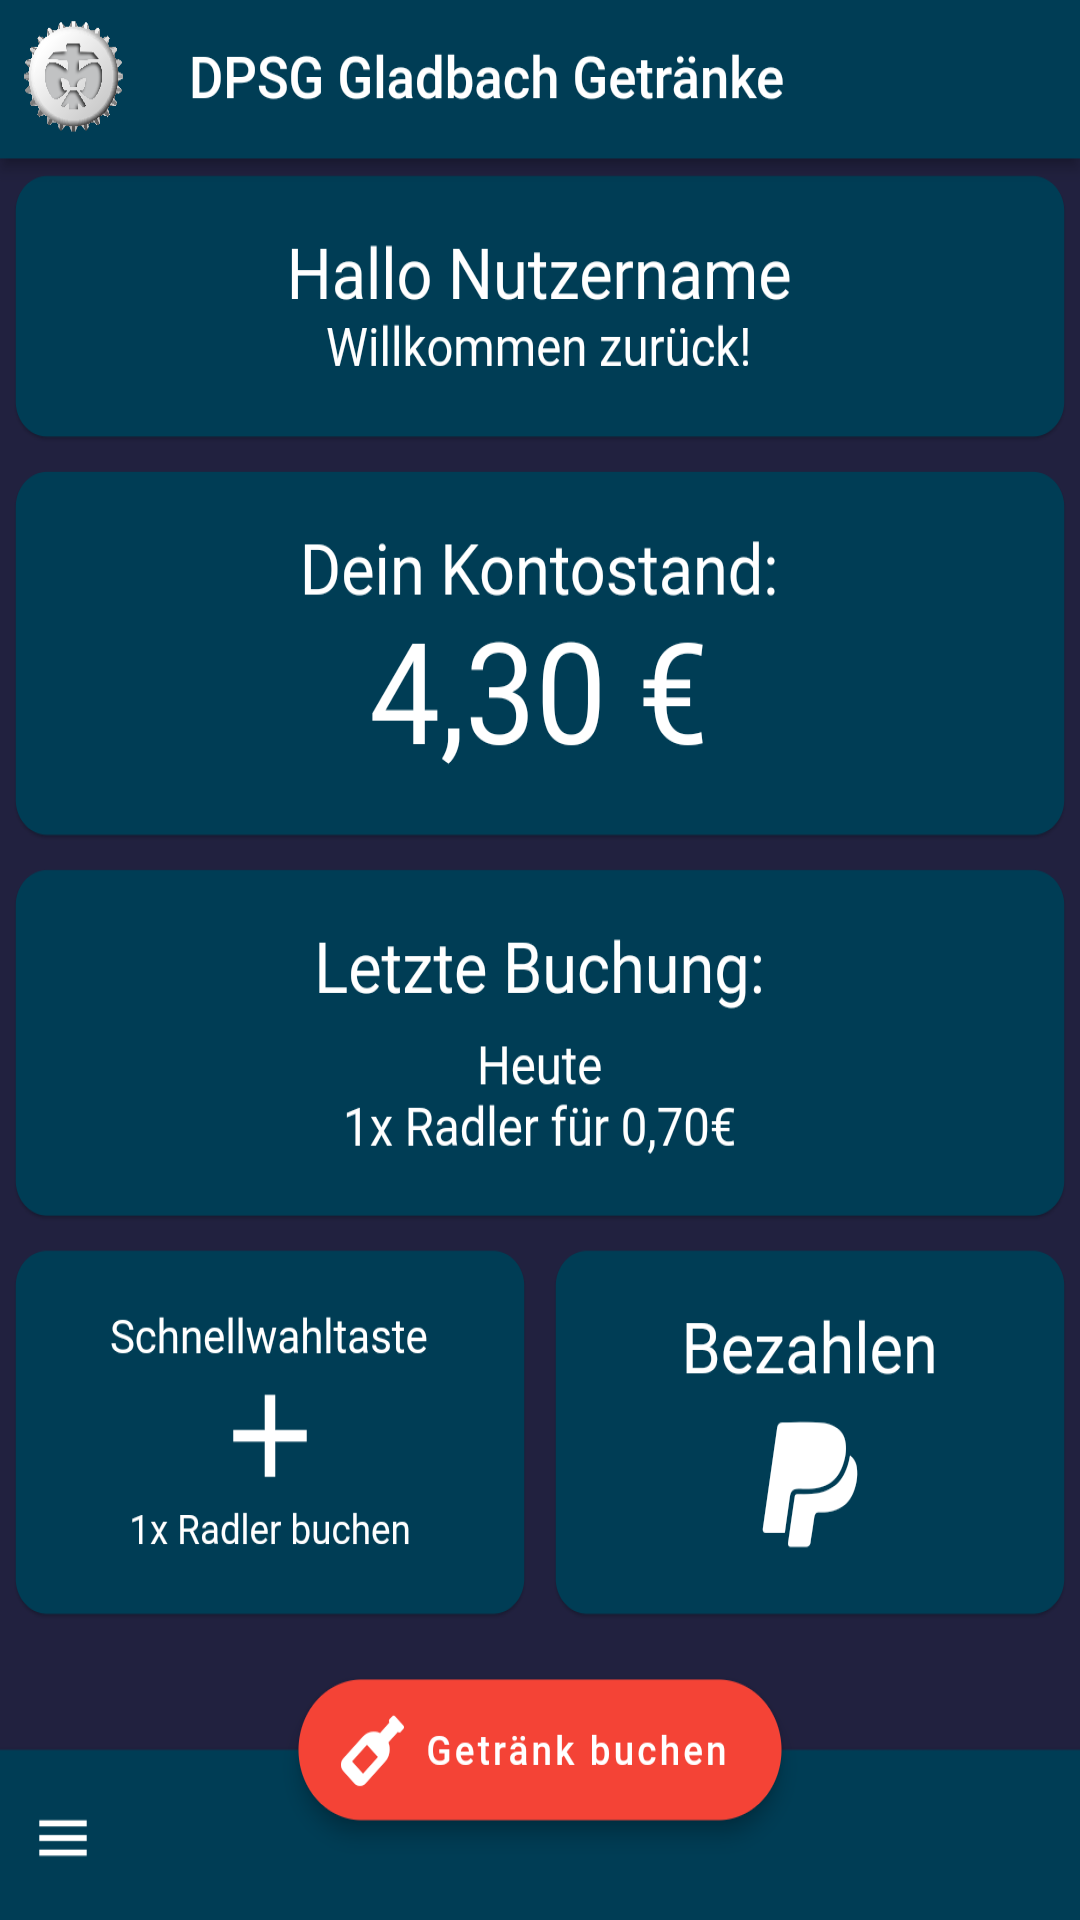 DPSG Gladbach Getränke
Hallo Nutzername
Willkommen zurück!
Dein Kontostand:
4,30 €
Letzte Buchung:
Heute
1x Radler für 0,70€
Schnellwahltaste
1x Radler buchen
Bezahlen
Getränk buchen